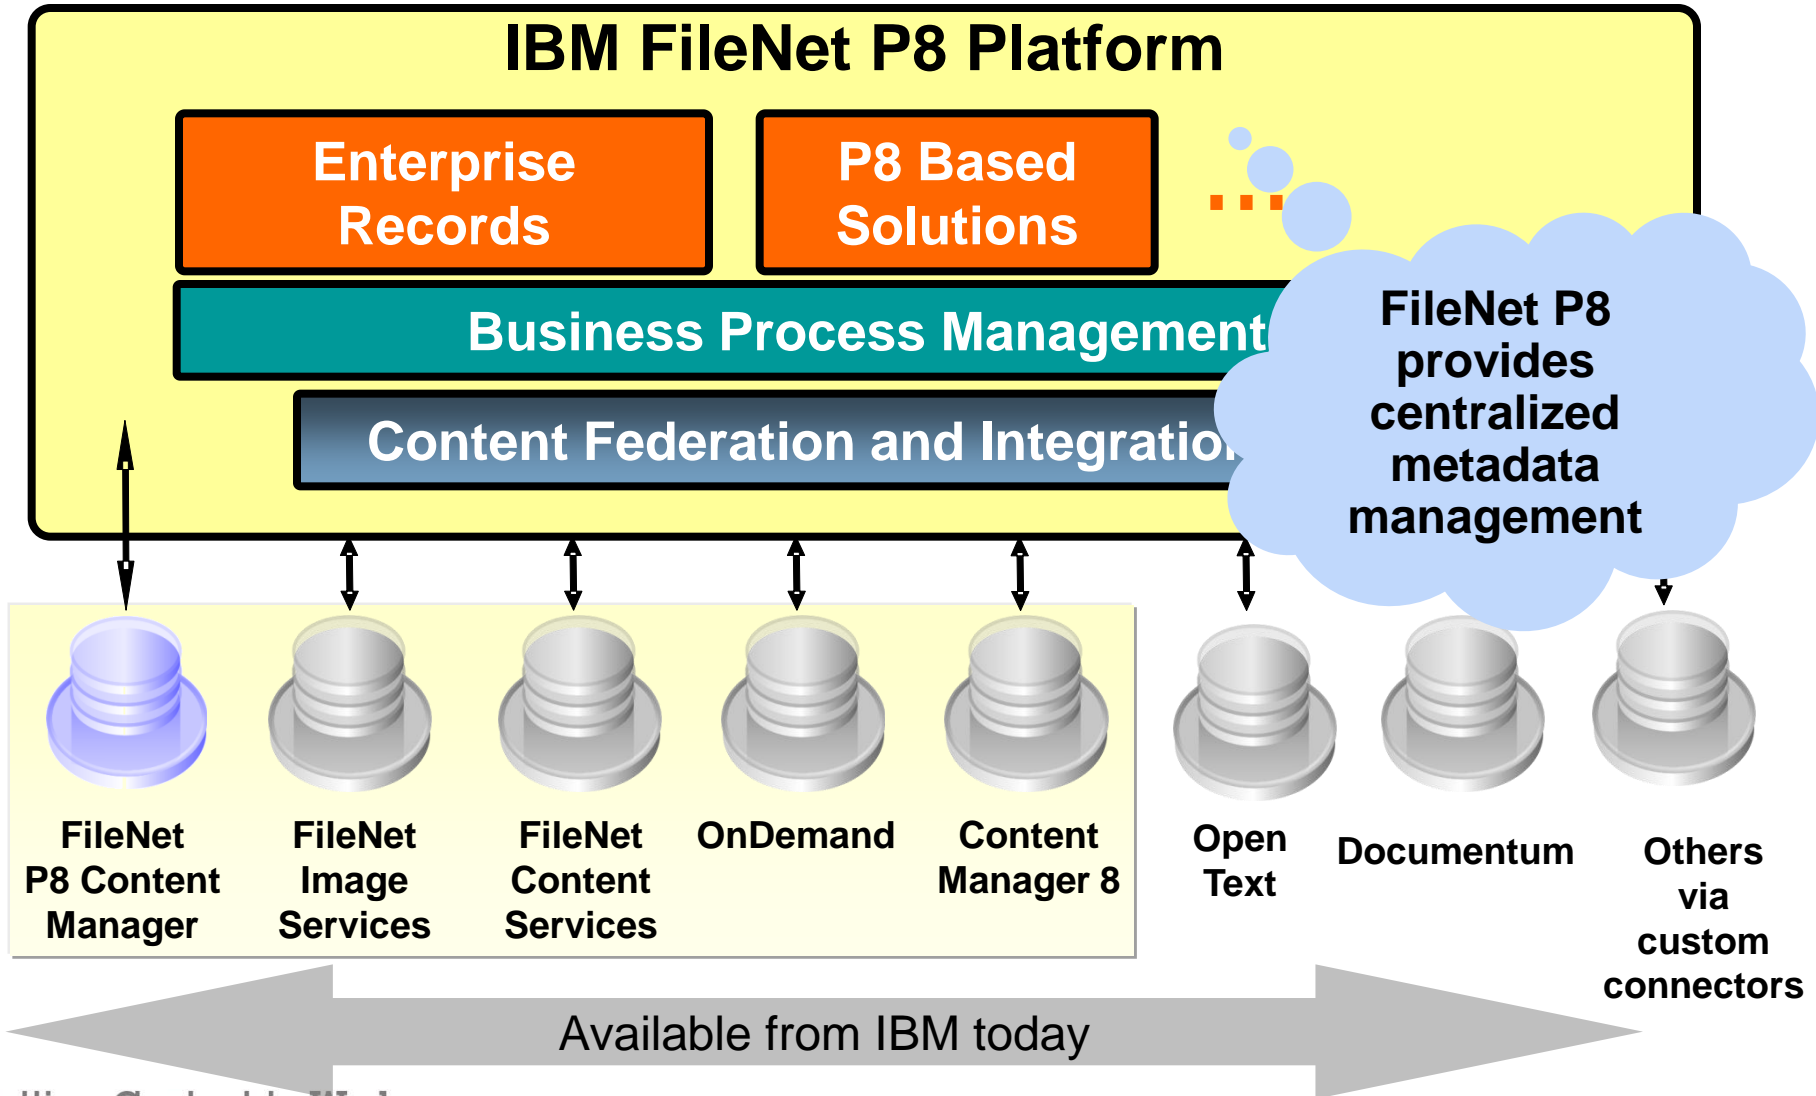 IBM FileNet P8 Platform
Enterprise
Records
P8 Based
Solutions
...
Business Process Management
Content Federation and Integration
FileNet P8
provides
centralized
metadata
management
FileNet
P8 Content
Manager
FileNet
Image
Services
FileNet
Content
Services
OnDemand
Content
Manager 8
Open
Text
Documentum
Others
via
custom
connectors
Available from IBM today